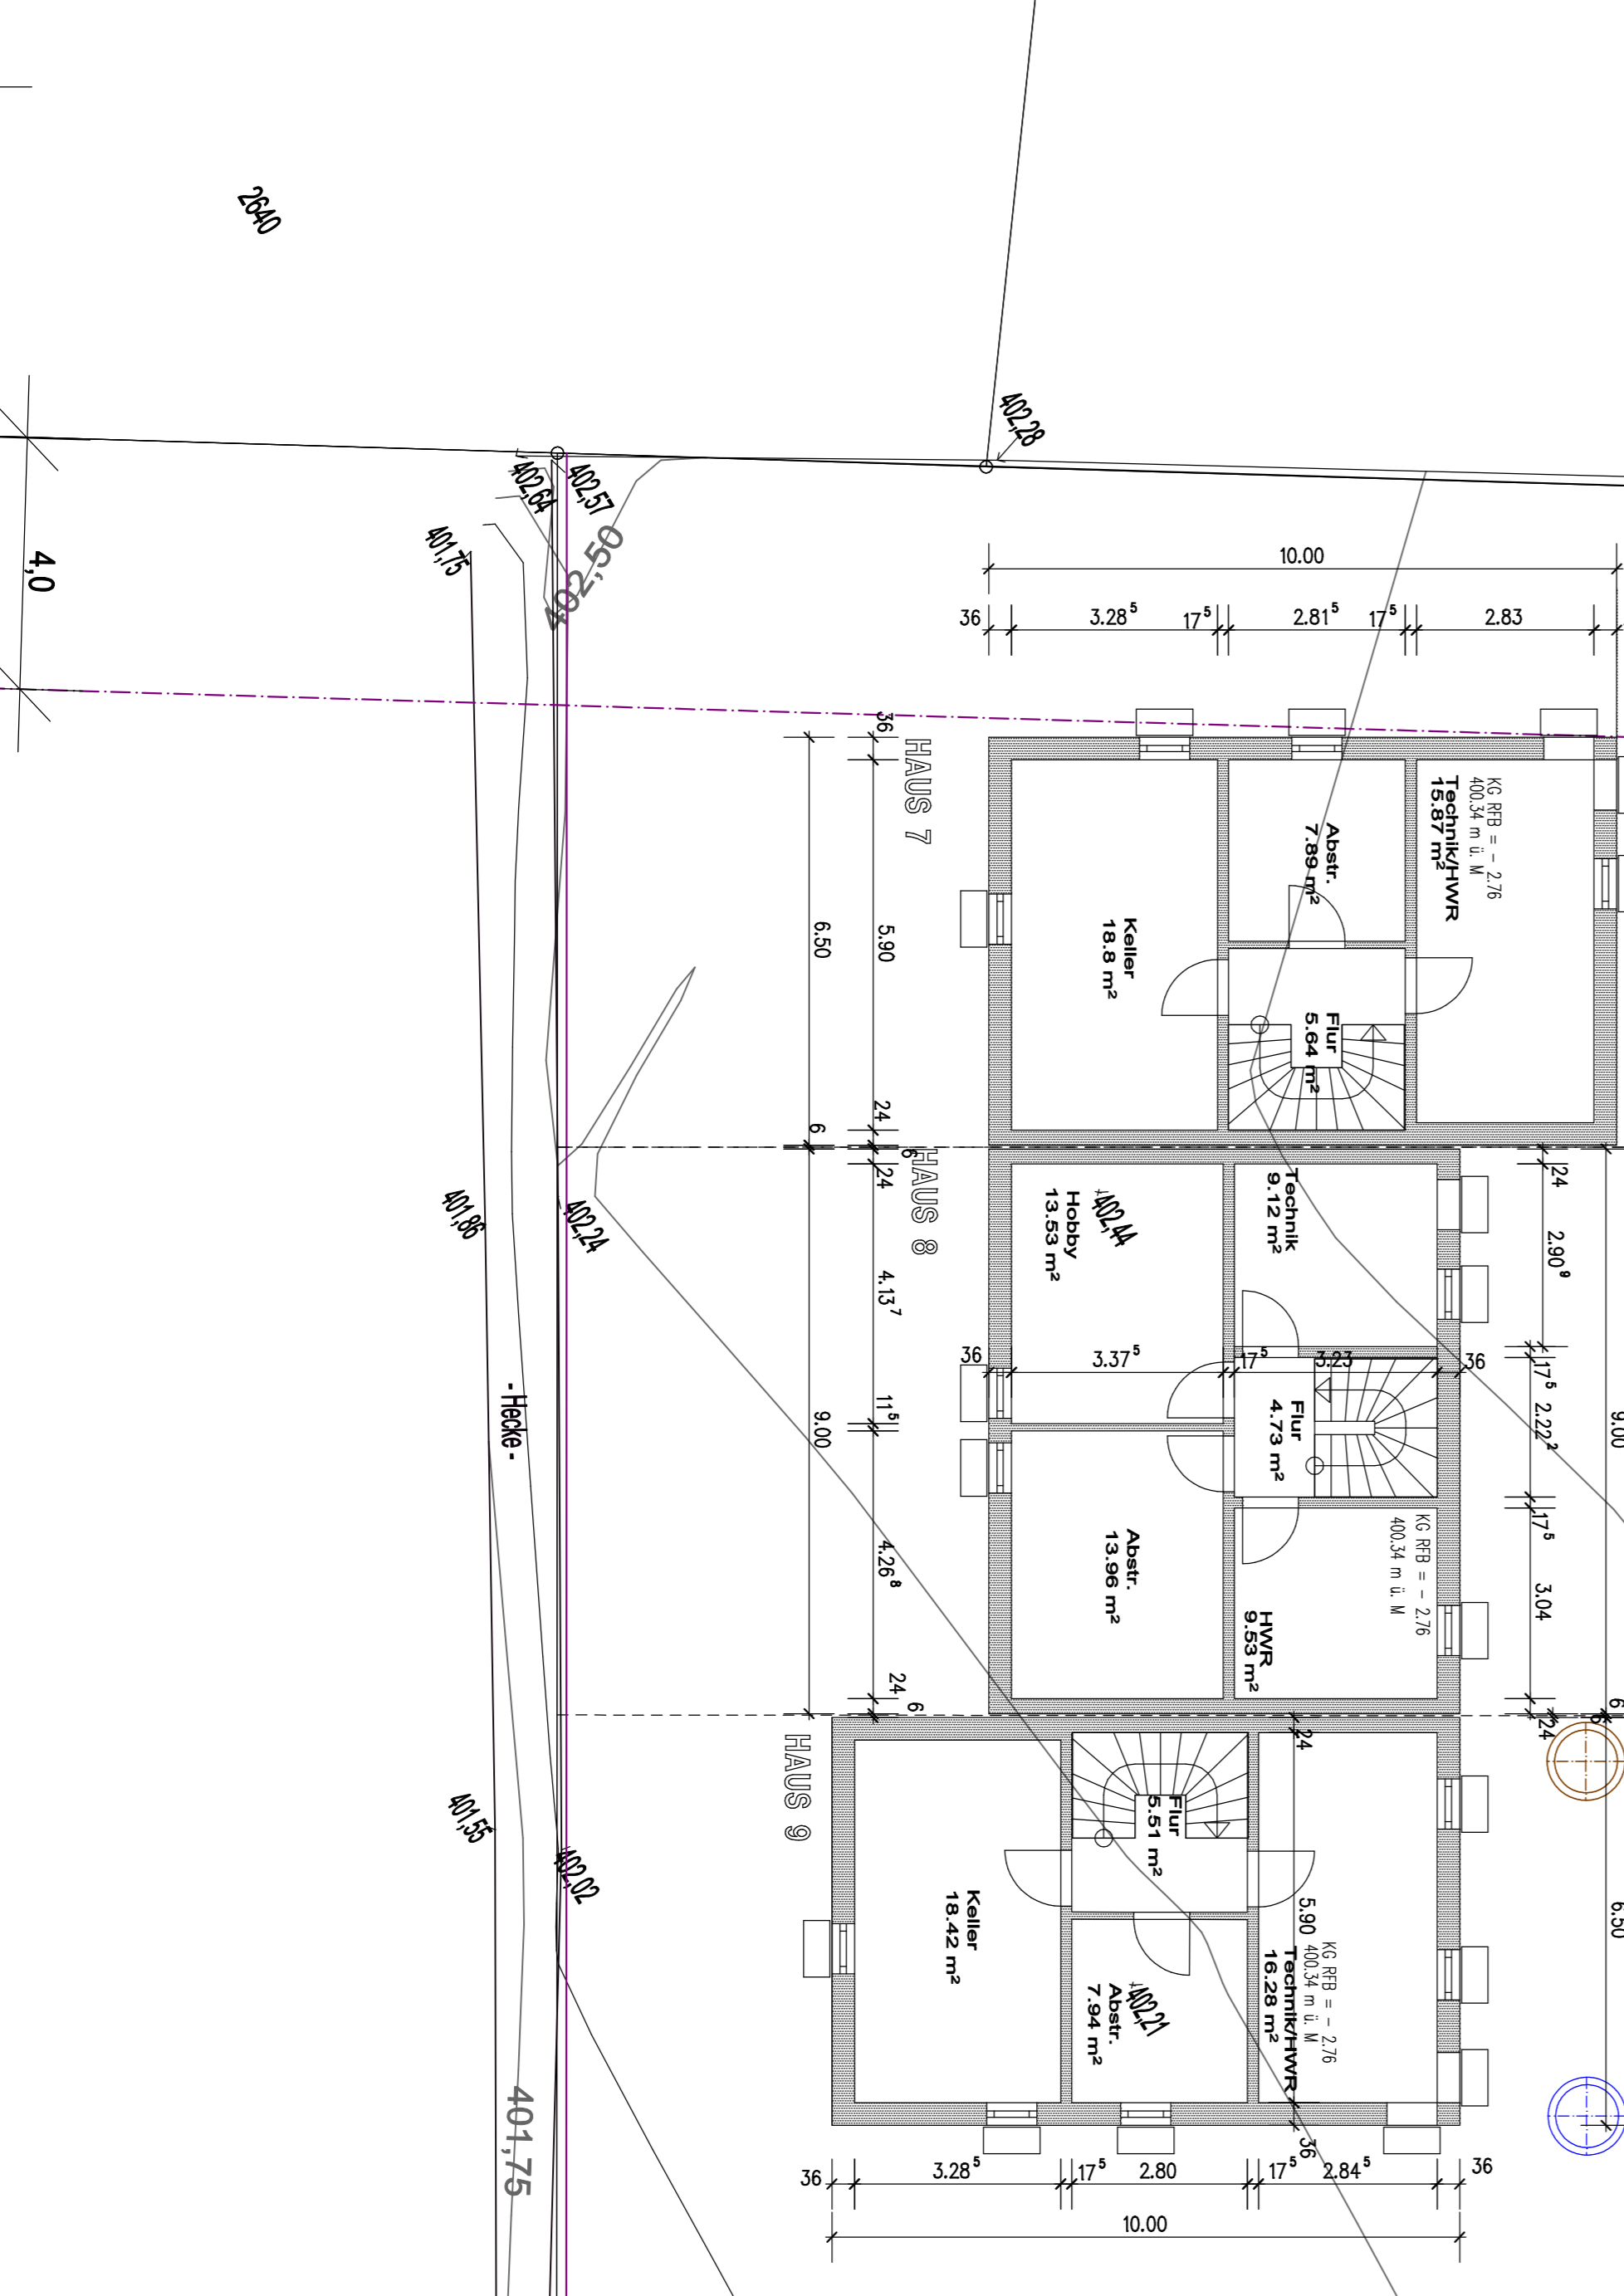 2640
402,28
402,64
402,57
401,75
402,50
4,0
10.00
36
3.28⁵
17⁵
2.81⁵
17⁵
2.83
36
HAUS 7
KG RFB = - 2.76
400.34 m ü. M
Technik/HWR
15.87 m²
Abstr.
7.89 m²
Keller
18.8 m²
Flur
5.64 m²
6.50
5.90
24
6
6
24
HAUS 8
24
2.90⁹
Technik
9.12 m²
Hobby
13.53 m²
402,44
401,86
402,24
4.13⁷
36
3.37⁵
17⁵
3.23
36
17⁵
2.22²
9.00
11⁵
9.00
- Hecke -
Flur
4.73 m²
17⁵
3.04
KG RFB = - 2.76
400.34 m ü. M
Abstr.
13.96 m²
HWR
9.53 m²
4.26⁸
24
6
6
6
24
24
HAUS 9
401,55
402,02
Flur
5.51 m²
Keller
18.42 m²
5.90
6.50
KG RFB = - 2.76
400.34 m ü. M
Technik/HWR
16.28 m²
Abstr.
7.94 m²
402,21
401,75
36
36
3.28⁵
17⁵
2.80
17⁵
2.84⁵
36
10.00